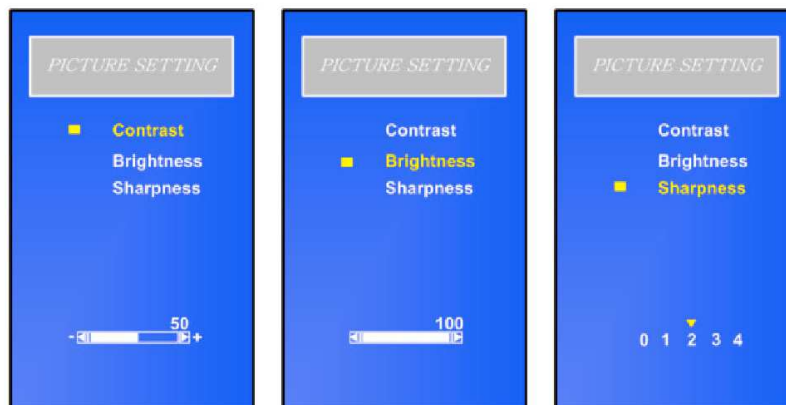 PICTURE SETTING
Contrast
Brightness
Sharpness
50
- +
PICTURE SETTING
Contrast
Brightness
Sharpness
100
PICTURE SETTING
Contrast
Brightness
Sharpness
0 1 2 3 4